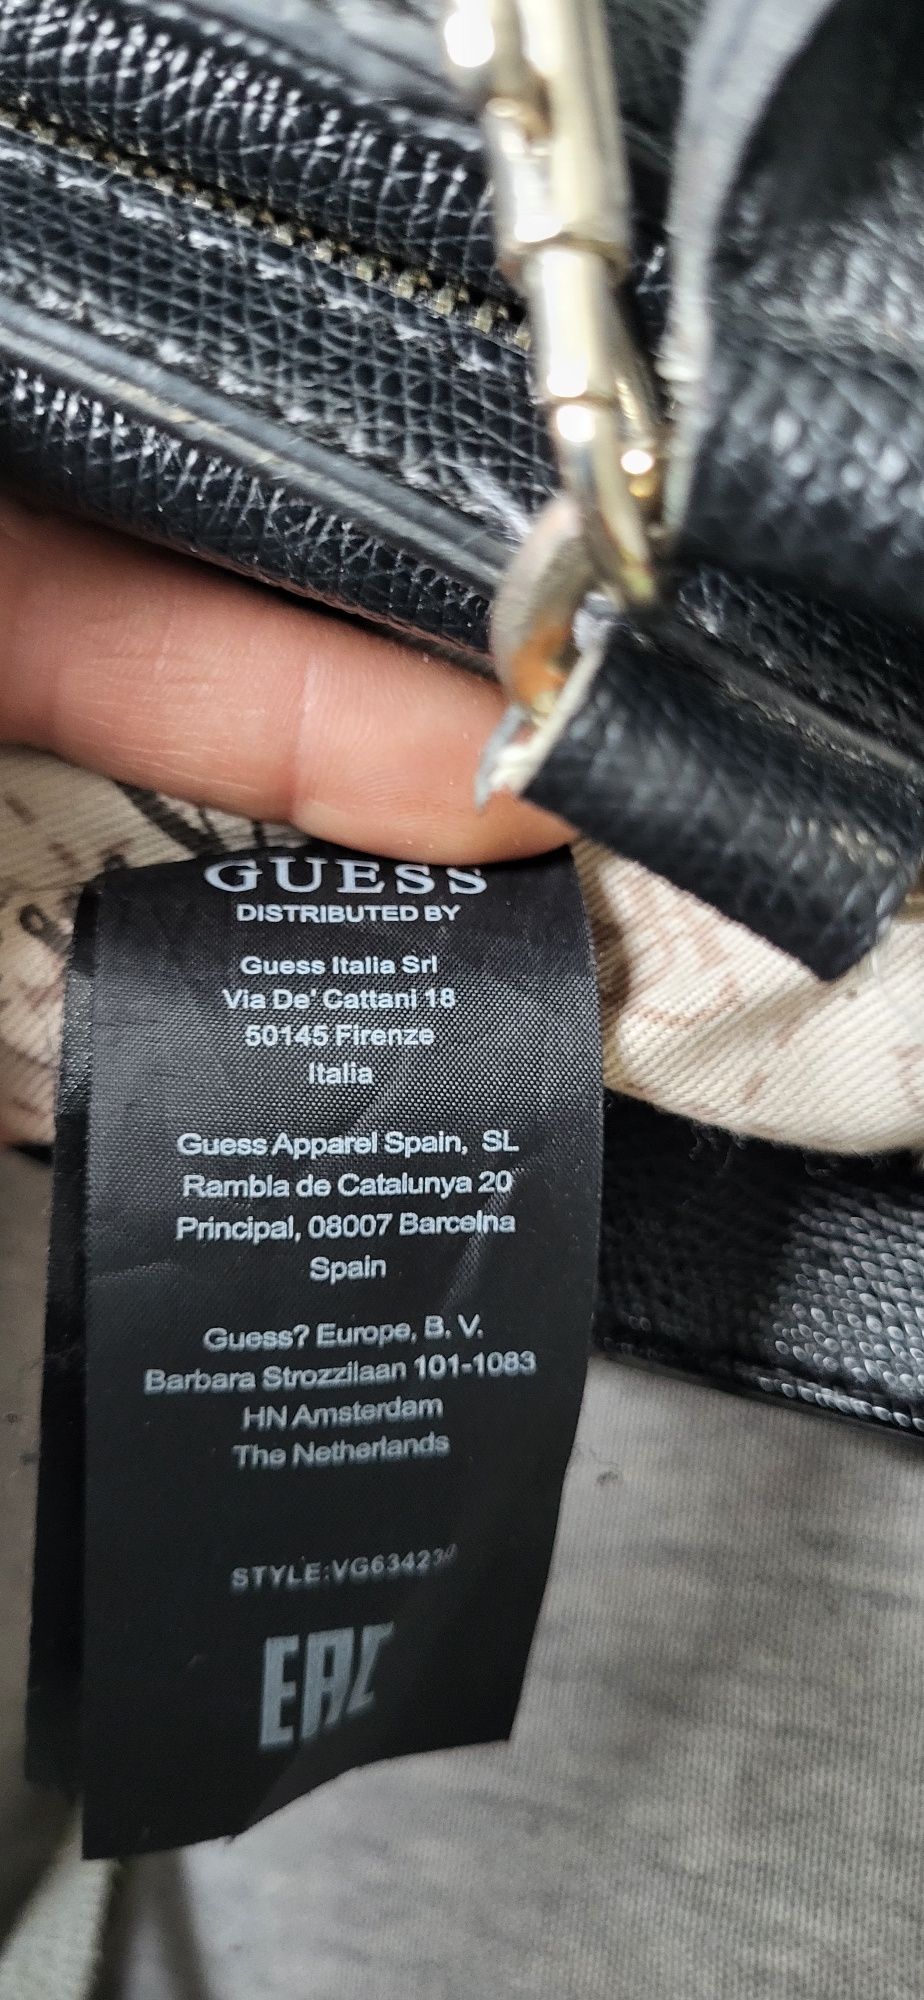 GUESS
DISTRIBUTED BY
Guess Italia Srl
Via De' Cattani 18
50145 Firenze
Italia
Guess Apparel Spain, SL
Rambla de Catalunya 20
Principal, 08007 Barcelna
Spain
Guess? Europe, B. V.
Barbara Strozzilaan 101-1083
HN Amsterdam
The Netherlands
EAC